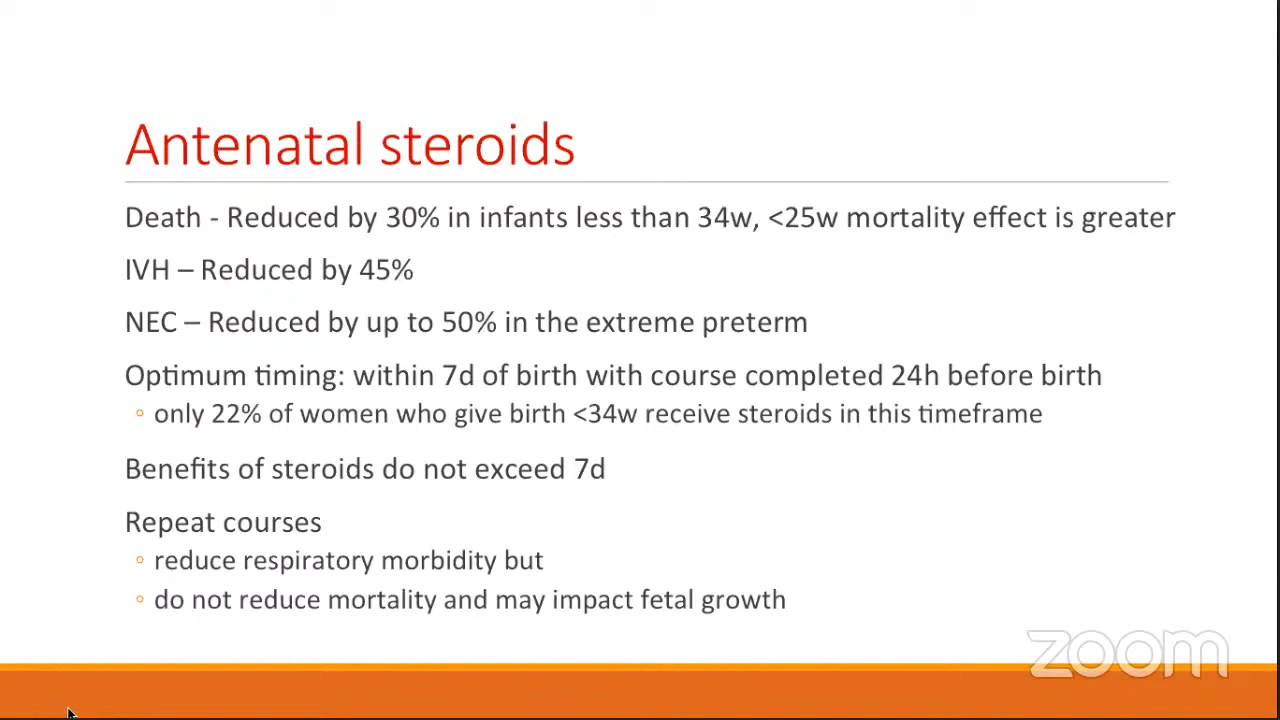 Antenatal steroids
Death - Reduced by 30% in infants less than 34w, <25w mortality effect is greater
IVH – Reduced by 45%
NEC – Reduced by up to 50% in the extreme preterm
Optimum timing: within 7d of birth with course completed 24h before birth
◦ only 22% of women who give birth <34w receive steroids in this timeframe
Benefits of steroids do not exceed 7d
Repeat courses
◦ reduce respiratory morbidity but
◦ do not reduce mortality and may impact fetal growth
zoom